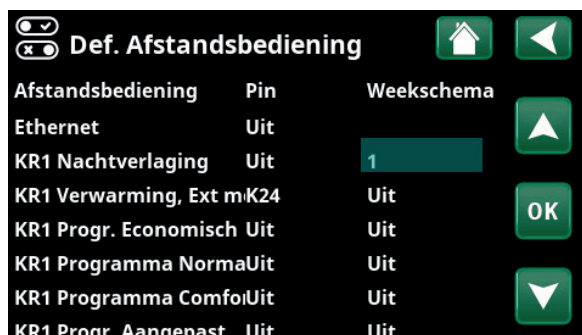 Def. Afstandsbediening
Afstandsbediening Pin Weekschema
Ethernet Uit
KR1 Nachtverlaging Uit 1
KR1 Verwarming, Ext m K24 Uit
KR1 Progr. Economisch Uit Uit
KR1 Programma Norma Uit Uit
KR1 Programma Comfo Uit Uit
KR1 Progr. Aangepast Uit Uit
OK